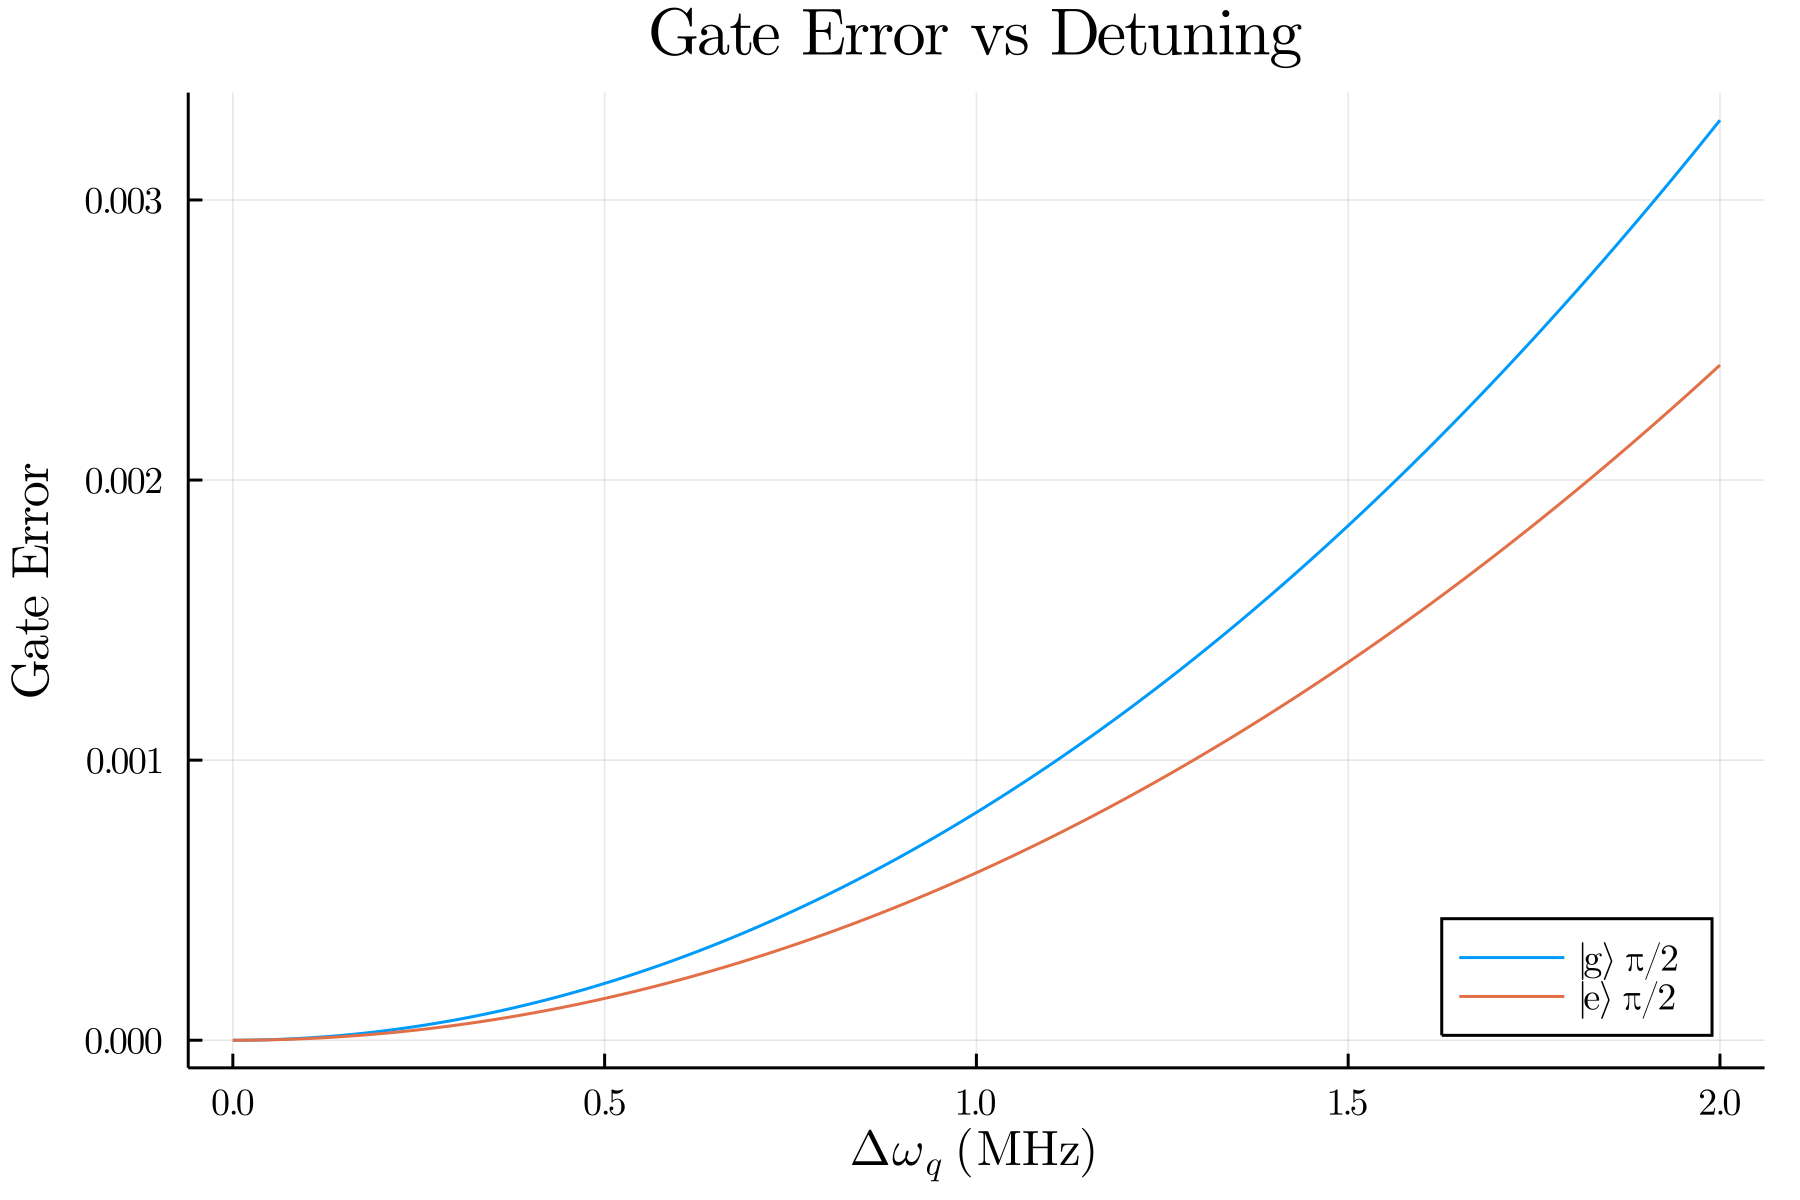 Gate Error vs Detuning
Gate Error
0.003
0.002
0.001
0.000
0.0 0.5 1.0 1.5 2.0
Δω_q (MHz)
|g⟩ π/2
|e⟩ π/2